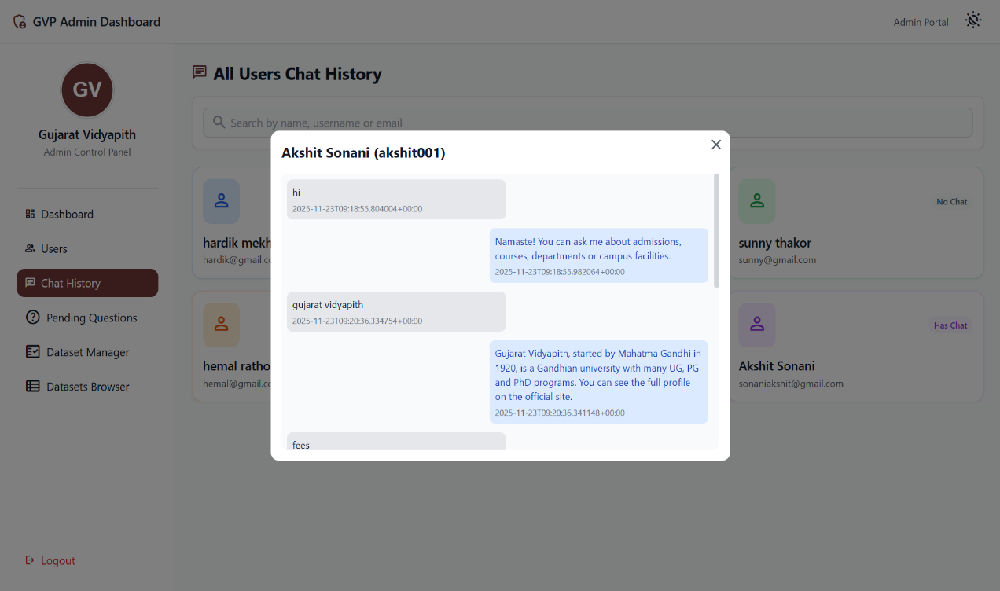 GVP Admin Dashboard
Admin Portal
GV
Gujarat Vidyapith
Admin Control Panel
Dashboard
Users
Chat History
Pending Questions
Dataset Manager
Datasets Browser
Logout
All Users Chat History
Search by name, username or email
hardik mekh
hardik@gmail.co
No Chat
sunny thakor
sunny@gmail.com
hemal ratho
hemal@gmail.c
Has Chat
Akshit Sonani
sonaniakshit@gmail.com
Akshit Sonani (akshit001)
hi
2025-11-23T09:18:55.804004+00:00
Namaste! You can ask me about admissions,
courses, departments or campus facilities.
2025-11-23T09:18:55.982064+00:00
gujarat vidyapith
2025-11-23T09:20:36.334754+00:00
Gujarat Vidyapith, started by Mahatma Gandhi in
1920, is a Gandhian university with many UG, PG
and PhD programs. You can see the full profile
on the official site.
2025-11-23T09:20:36.341148+00:00
fees